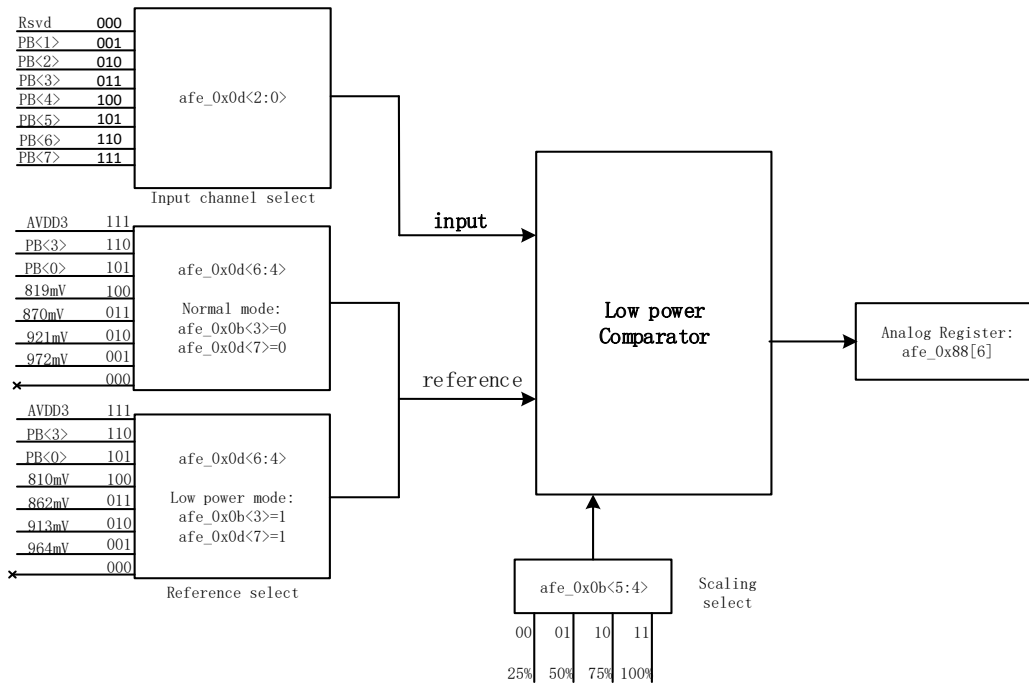 Rsvd 000
PB<1> 001
PB<2> 010
PB<3> 011
PB<4> 100
PB<5> 101
PB<6> 110
PB<7> 111
afe_0x0d<2:0>
Input channel select
AVDD3 111
PB<3> 110
PB<0> 101
819mV 100
870mV 011
921mV 010
972mV 001
000
afe_0x0d<6:4>
Normal mode:
afe_0x0b<3>=0
afe_0x0d<7>=0
AVDD3 111
PB<3> 110
PB<0> 101
810mV 100
862mV 011
913mV 010
964mV 001
000
afe_0x0d<6:4>
Low power mode:
afe_0x0b<3>=1
afe_0x0d<7>=1
Reference select
input
reference
Low power
Comparator
Analog Register:
afe_0x88[6]
afe_0x0b<5:4>
Scaling
select
00 01 10 11
25% 50% 75% 100%